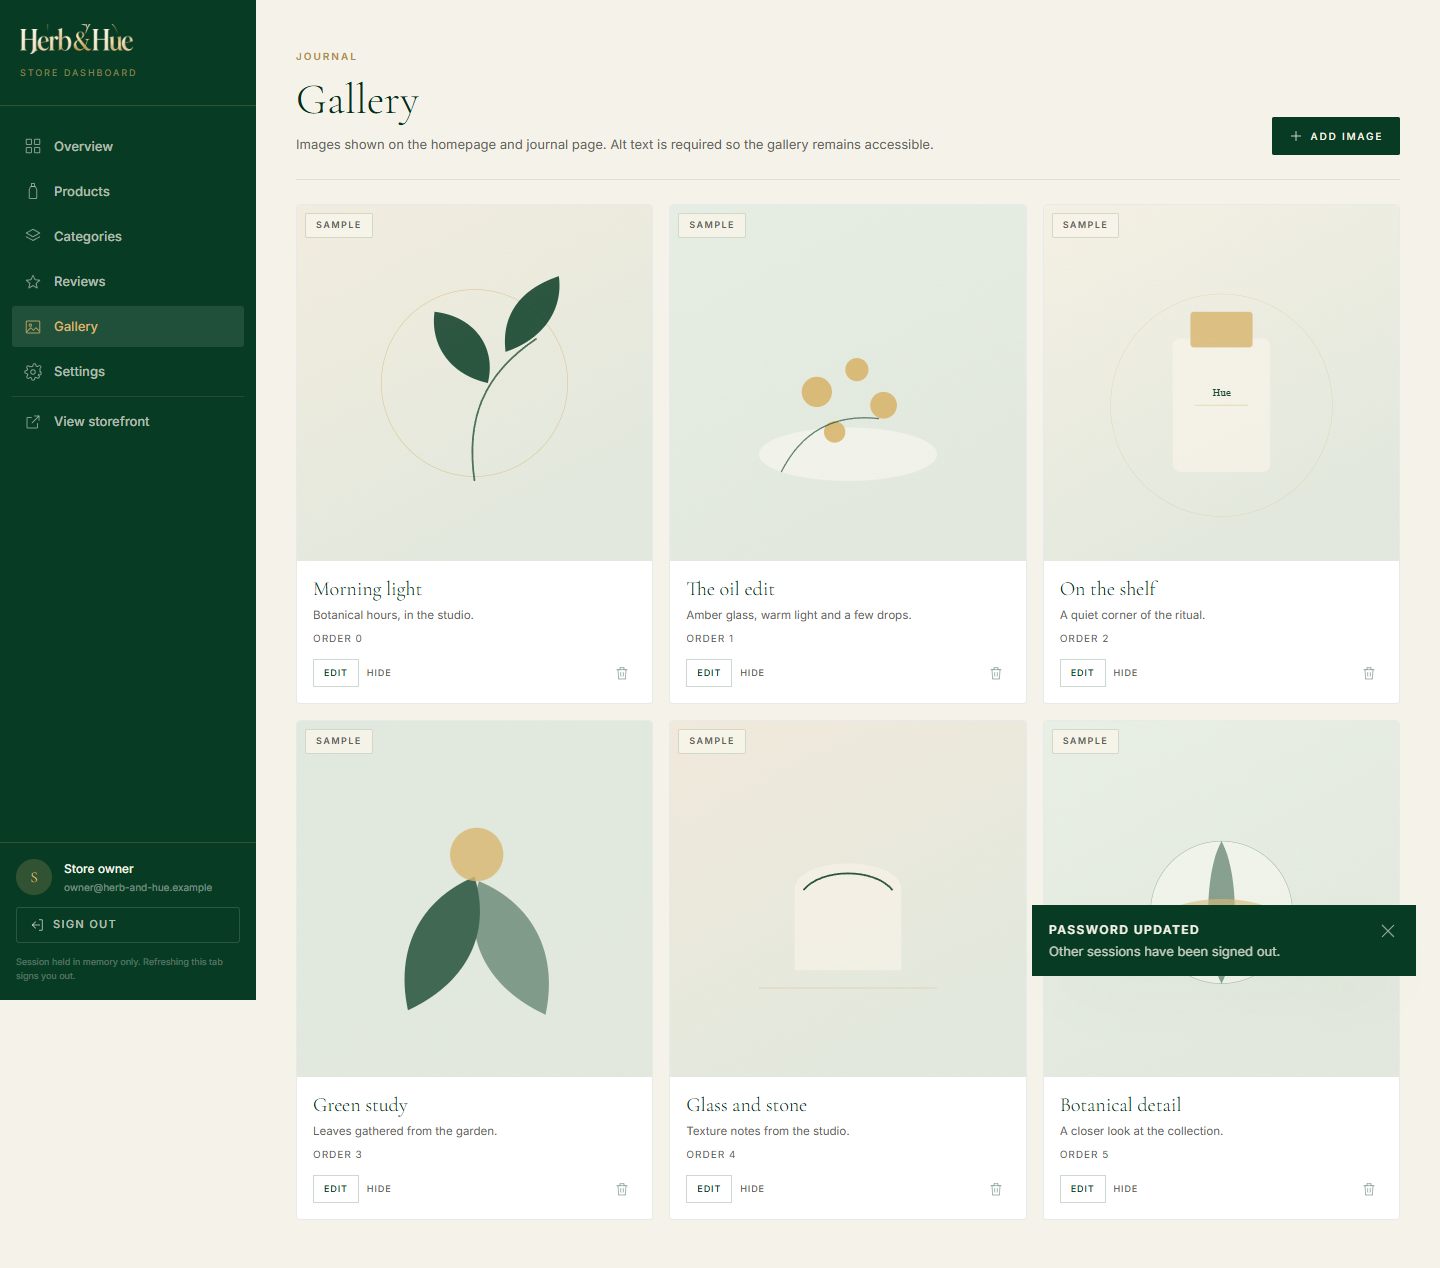 Herb&Hue
STORE DASHBOARD
Overview
Products
Categories
Reviews
Gallery
Settings
View storefront
S
Store owner
owner@herb-and-hue.example
SIGN OUT
Session held in memory only. Refreshing this tab
signs you out.
JOURNAL
Gallery
Images shown on the homepage and journal page. Alt text is required so the gallery remains accessible.
ADD IMAGE
SAMPLE
Morning light
Botanical hours, in the studio.
ORDER 0
EDIT HIDE
SAMPLE
The oil edit
Amber glass, warm light and a few drops.
ORDER 1
EDIT HIDE
SAMPLE
Hue
On the shelf
A quiet corner of the ritual.
ORDER 2
EDIT HIDE
SAMPLE
Green study
Leaves gathered from the garden.
ORDER 3
EDIT HIDE
SAMPLE
Glass and stone
Texture notes from the studio.
ORDER 4
EDIT HIDE
SAMPLE
Botanical detail
A closer look at the collection.
ORDER 5
EDIT HIDE
PASSWORD UPDATED
Other sessions have been signed out.